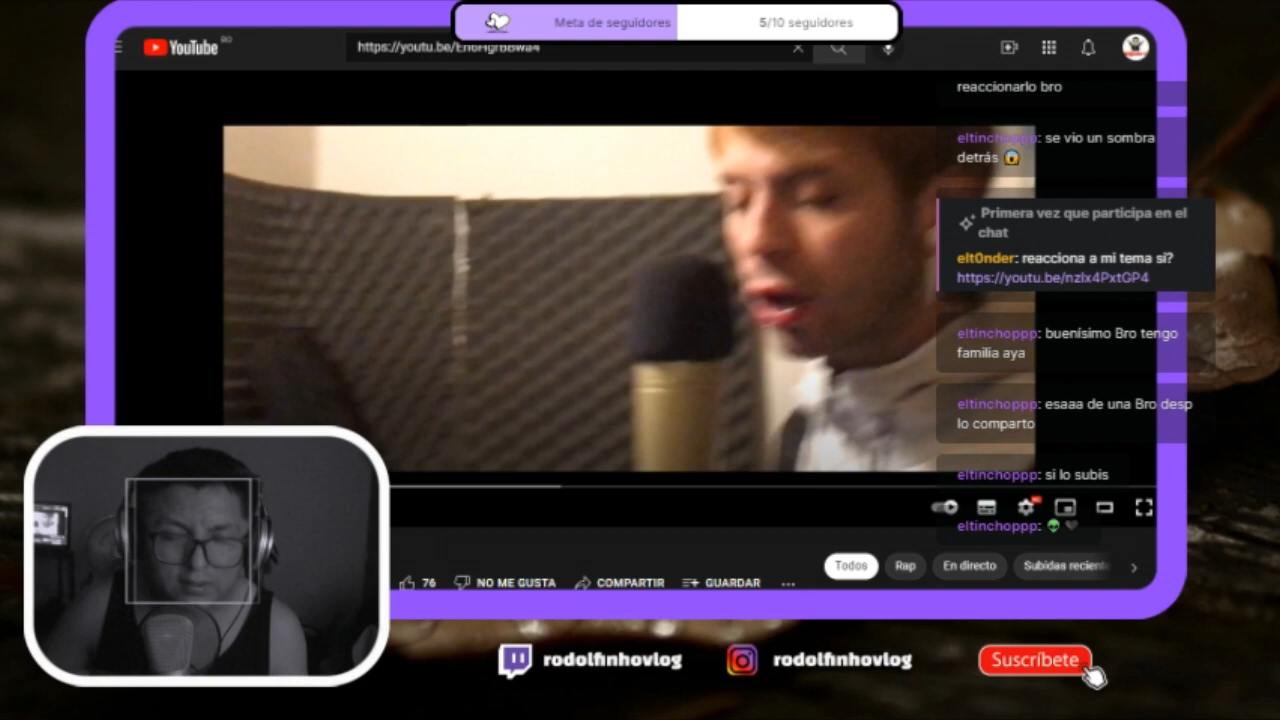 Meta de seguidores
5/10 seguidores
YouTube BO
reaccionarlo bro
eltinchoppp: se vio un sombra
detrás 😱
Primera vez que participa en el
chat
elt0nder: reacciona a mi tema si?
https://youtu.be/nzlx4PxtGP4
eltinchoppp: buenísimo Bro tengo
familia aya
eltinchoppp: esaaa de una Bro desp
lo comparto
eltinchoppp: si lo subis
eltinchoppp: 👽 🖤
Todos
Rap
En directo
Subidas recient
76
NO ME GUSTA
COMPARTIR
GUARDAR
rodolfinhovlog
rodolfinhovlog
Suscríbete